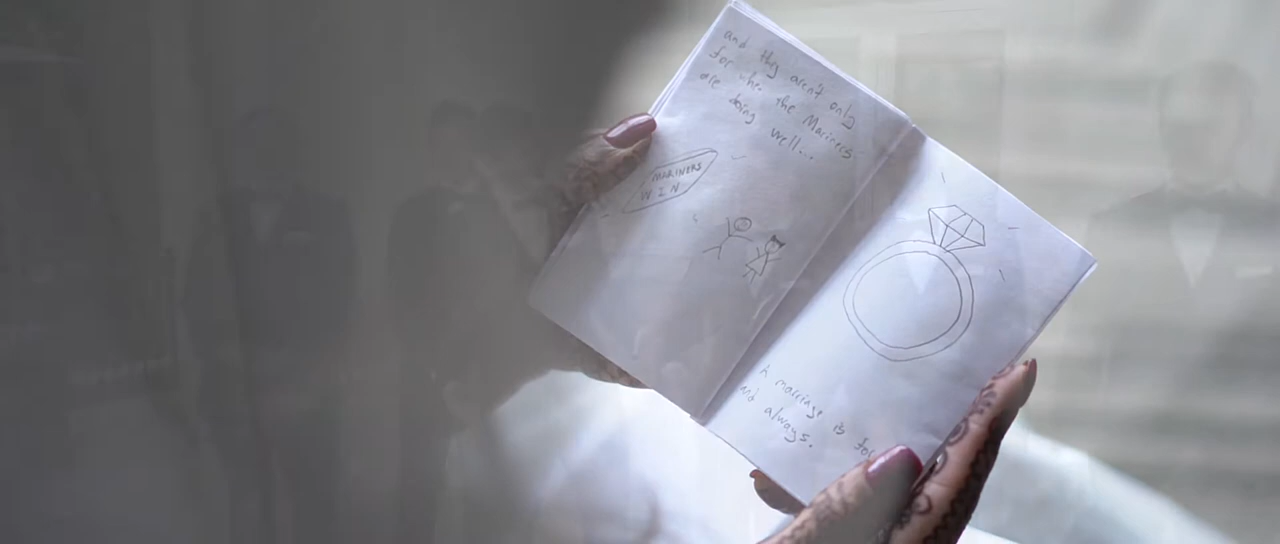 and they aren't only
for when the Mariners
are doing well...
MARINERS
WIN
A marriage is for
and always.